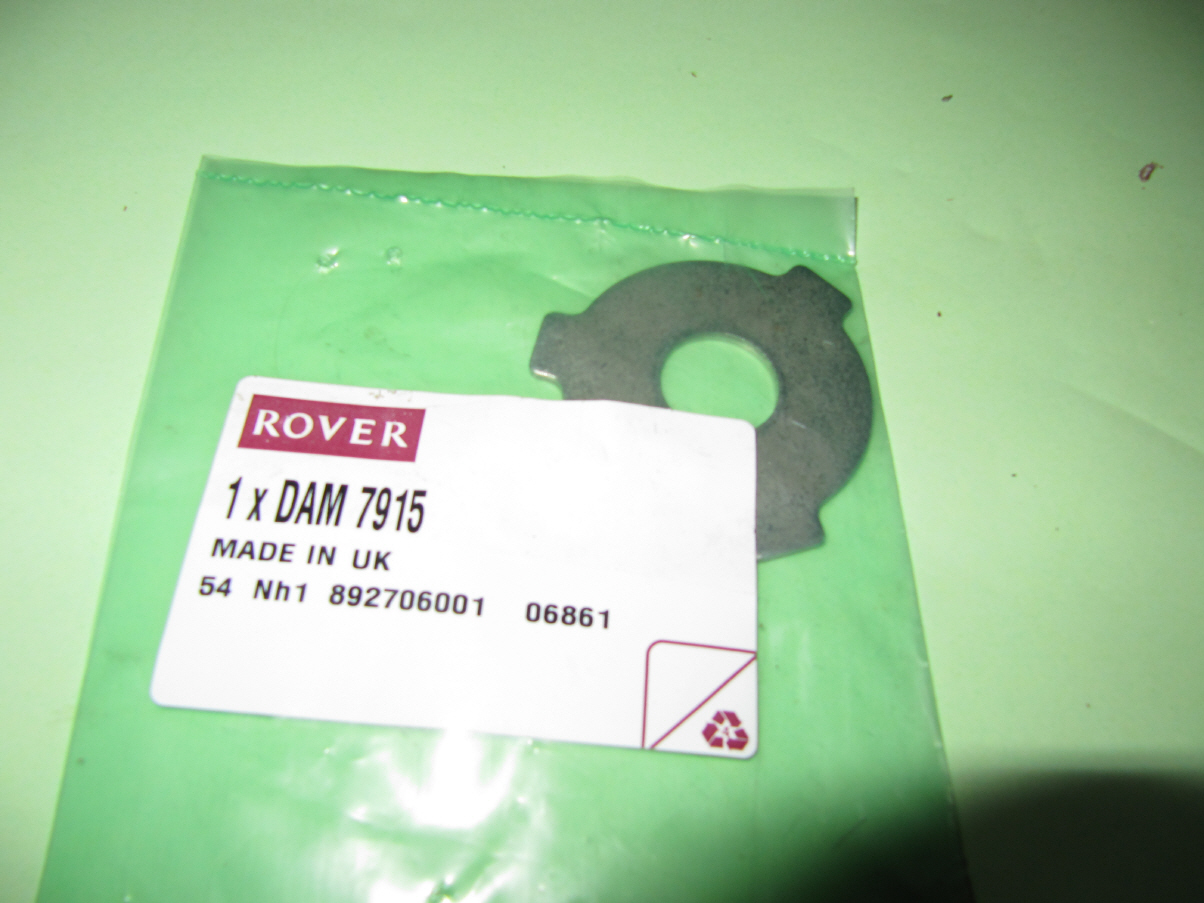 ROVER
1 x DAM 7915
MADE IN UK
54 Nh1 892706001 06861